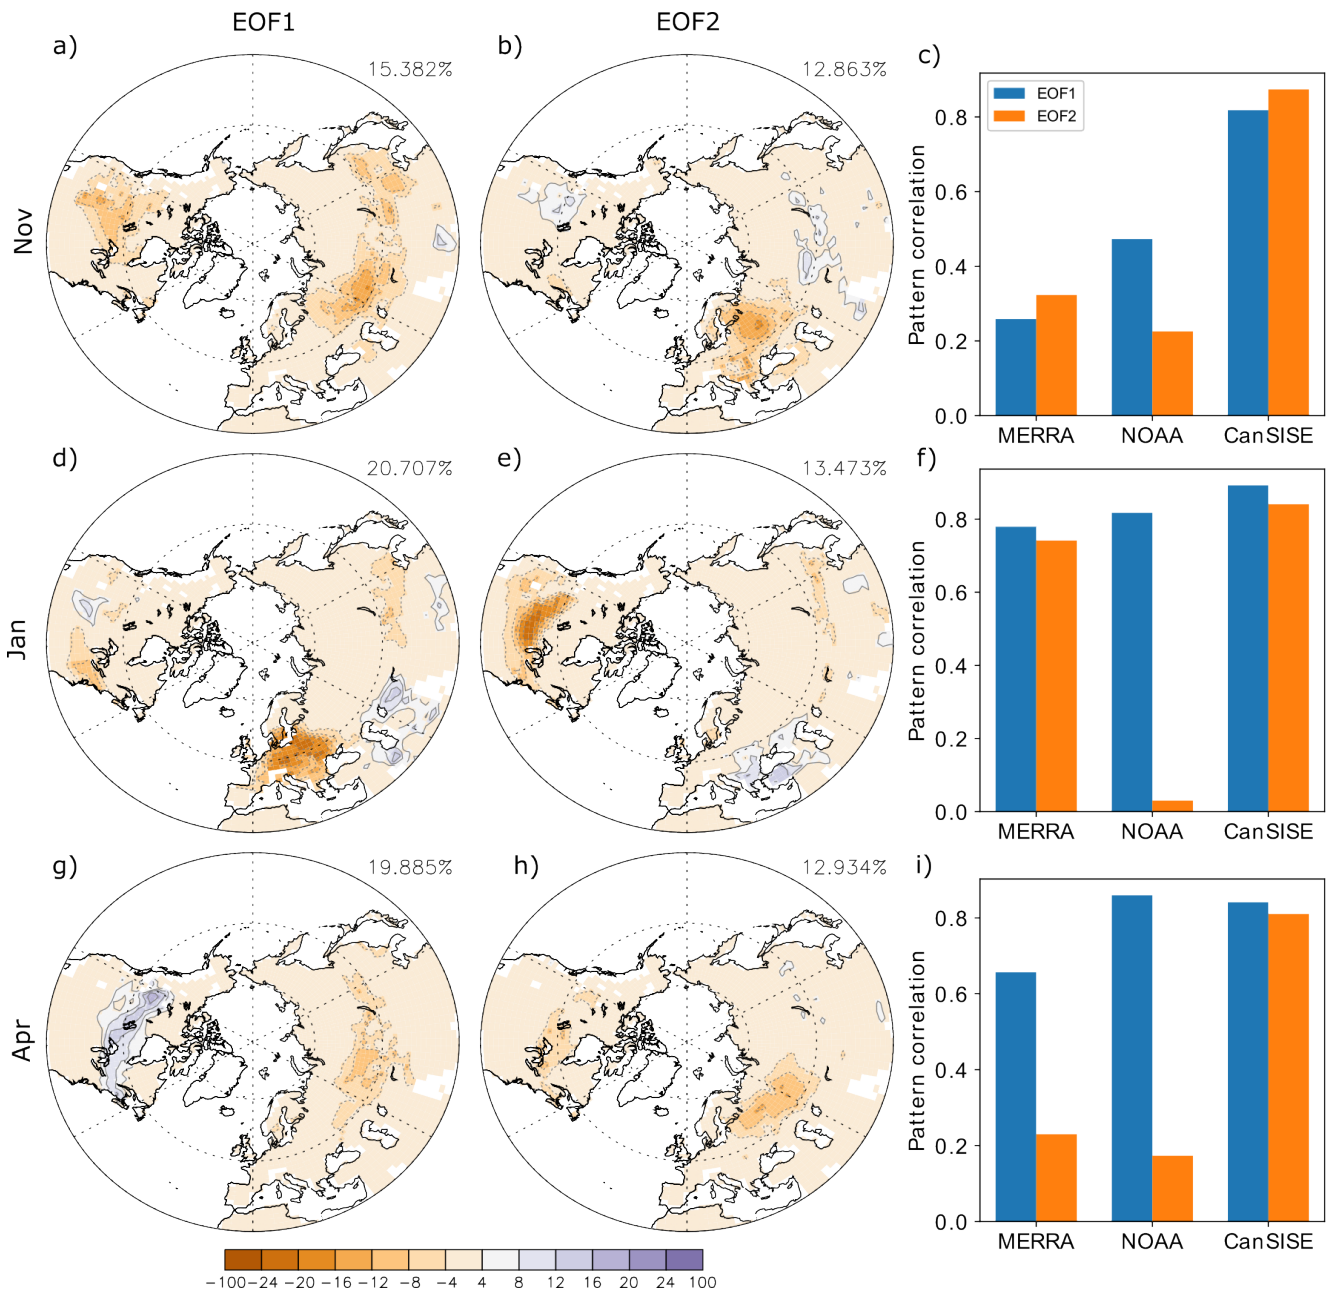 EOF1
EOF2
a)
15.382%
b)
12.863%
c)
Nov
Pattern correlation
0.8
0.6
0.4
0.2
0.0
EOF1
EOF2
MERRA
NOAA
CanSISE
d)
20.707%
e)
13.473%
f)
Jan
Pattern correlation
0.8
0.6
0.4
0.2
0.0
MERRA
NOAA
CanSISE
g)
19.885%
h)
12.934%
i)
Apr
Pattern correlation
0.8
0.6
0.4
0.2
0.0
MERRA
NOAA
CanSISE
-100 -24 -20 -16 -12 -8 -4 4 8 12 16 20 24 100